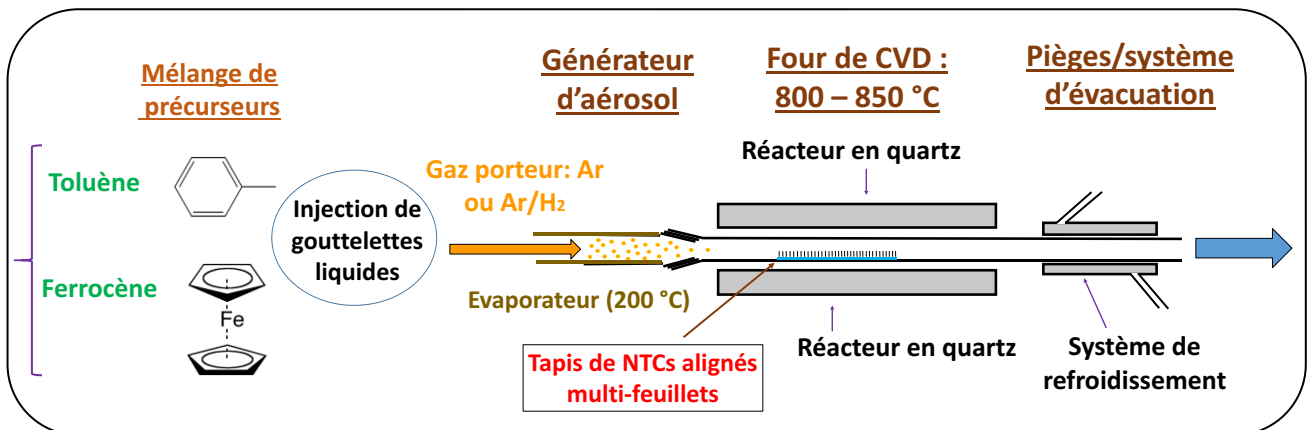 Mélange de
précurseurs
Toluène
Ferrocène
Fe
Injection de
gouttelettes
liquides
Générateur
d'aérosol
Gaz porteur: Ar
ou Ar/H₂
Evaporateur (200 °C)
Four de CVD :
800 – 850 °C
Réacteur en quartz
Réacteur en quartz
Tapis de NTCs alignés
multi-feuillets
Pièges/système
d'évacuation
Système de
refroidissement